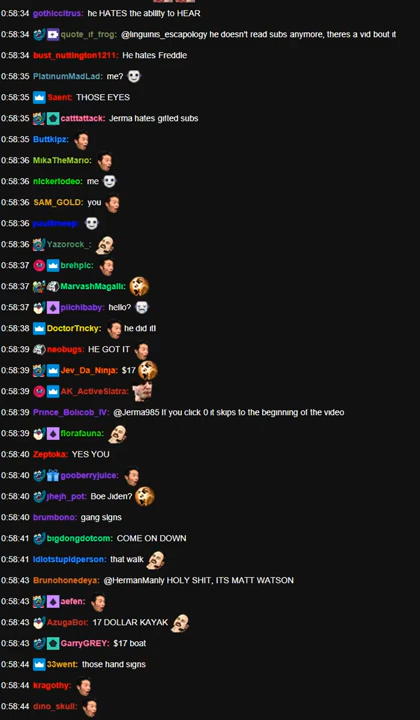 0:58:34 gothiccitrus: he HATES the ability to HEAR
0:58:34 quote_if_frog: @linguinis_escapology he doesn't read subs anymore, theres a vid bout it
0:58:34 bust_nuttington1211: He hates Freddie
0:58:35 PlatinumMadLad: me?
0:58:35 Saent: THOSE EYES
0:58:35 catttattack: Jerma hates gifted subs
0:58:35 Buttkipz:
0:58:36 MikaTheMario:
0:58:36 nickerlodeo: me
0:58:36 SAM_GOLD: you
0:58:36
0:58:36 Yazorock_:
0:58:37 brehpic:
0:58:37 MarvashMagalli:
0:58:37 piichibaby: hello?
0:58:38 DoctorTricky: he did it!
0:58:39 neobugs: HE GOT IT
0:58:39 Jev_Da_Ninja: $17
0:58:39 AK_ActiveSlatra:
0:58:39 Prince_Bolicob_IV: @Jerma985 If you click 0 it skips to the beginning of the video
0:58:39 florafauna:
0:58:40 Zeptoka: YES YOU
0:58:40 gooberryjuice:
0:58:40 jhejh_pot: Boe Jiden?
0:58:40 brumbono: gang signs
0:58:41 bigdongdotcom: COME ON DOWN
0:58:41 idiotstupidperson: that walk
0:58:43 Brunohonedeya: @HermanManly HOLY SHIT, ITS MATT WATSON
0:58:43 aefen:
0:58:43 AzugaBoi: 17 DOLLAR KAYAK
0:58:43 GarryGREY: $17 boat
0:58:44 33went: those hand signs
0:58:44 kragothy:
0:58:44 dino_skull: